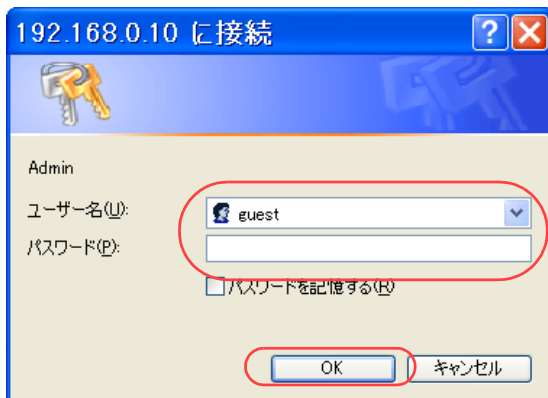 192.168.0.10 に接続
Admin
ユーザー名(U):
guest
パスワード(P):
パスワードを記憶する(R)
OK
キャンセル